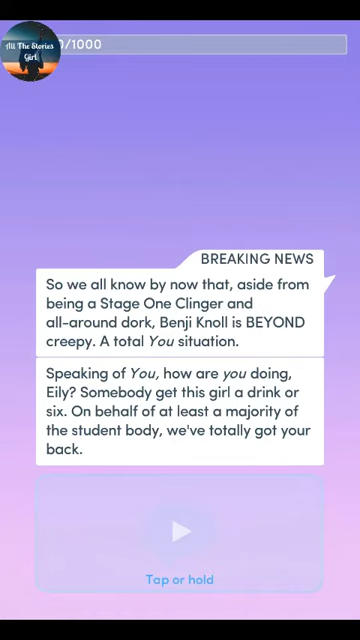 All The Stories
Girl
0/1000
BREAKING NEWS
So we all know by now that, aside from
being a Stage One Clinger and
all-around dork, Benji Knoll is BEYOND
creepy. A total You situation.
Speaking of You, how are you doing,
Eily? Somebody get this girl a drink or
six. On behalf of at least a majority of
the student body, we've totally got your
back.
Tap or hold